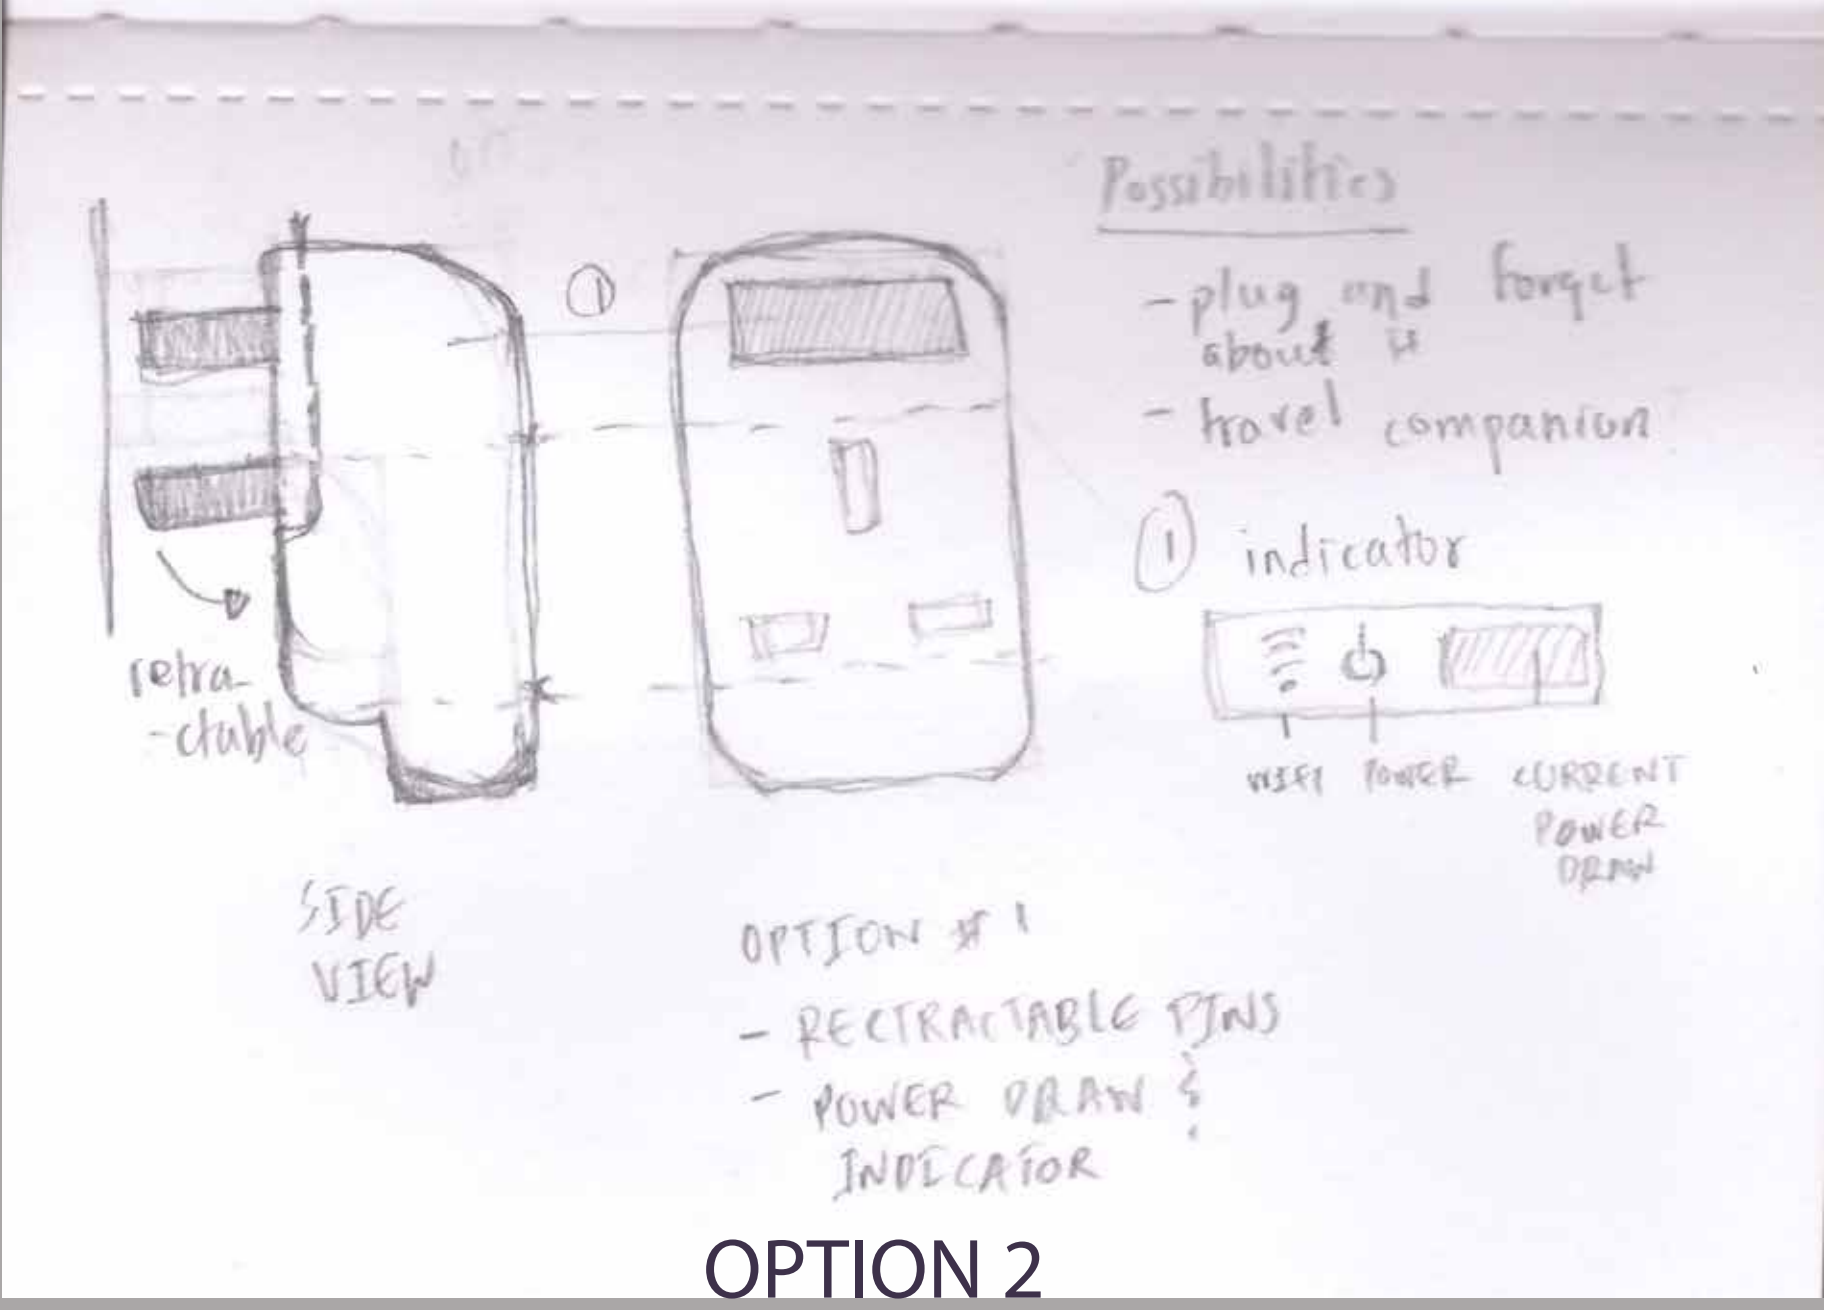 Possibilities
- plug and forget
about it
- travel companion
①
① indicator
retra-
-ctable
WIFI POWER CURRENT
POWER
DRAW
SIDE
VIEW
OPTION # 1
- RECTRACTABLE PINS
- POWER DRAW &
INDICATOR
OPTION 2